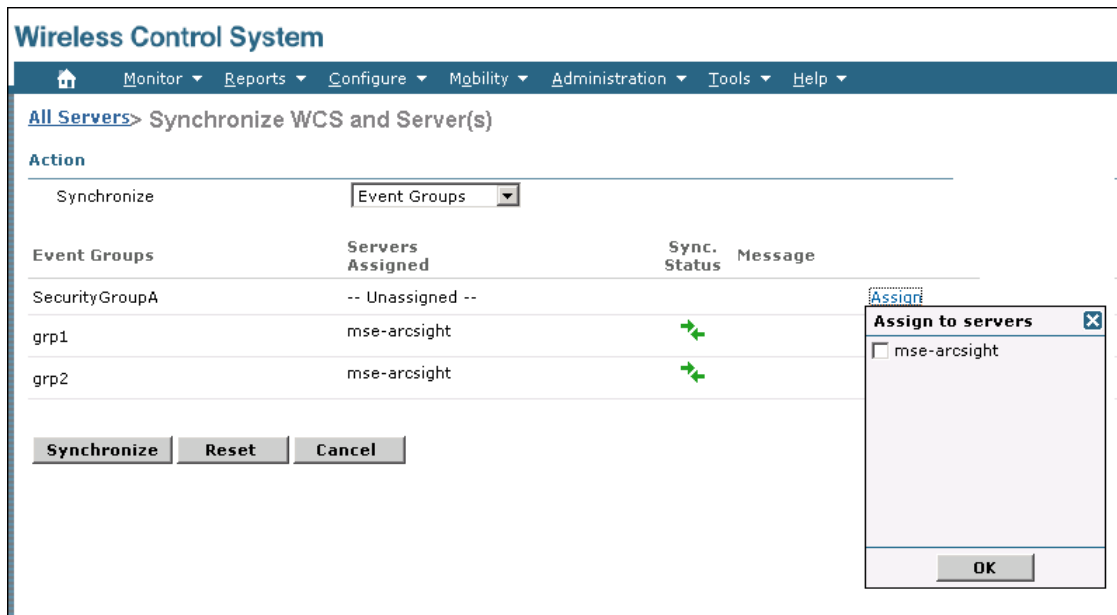 Wireless Control System
Monitor Reports Configure Mobility Administration Tools Help
All Servers> Synchronize WCS and Server(s)
Action
Synchronize Event Groups
Event Groups Servers Assigned Sync. Status Message
SecurityGroupA -- Unassigned -- Assign
grp1 mse-arcsight
grp2 mse-arcsight
Synchronize Reset Cancel
Assign to servers
mse-arcsight
OK